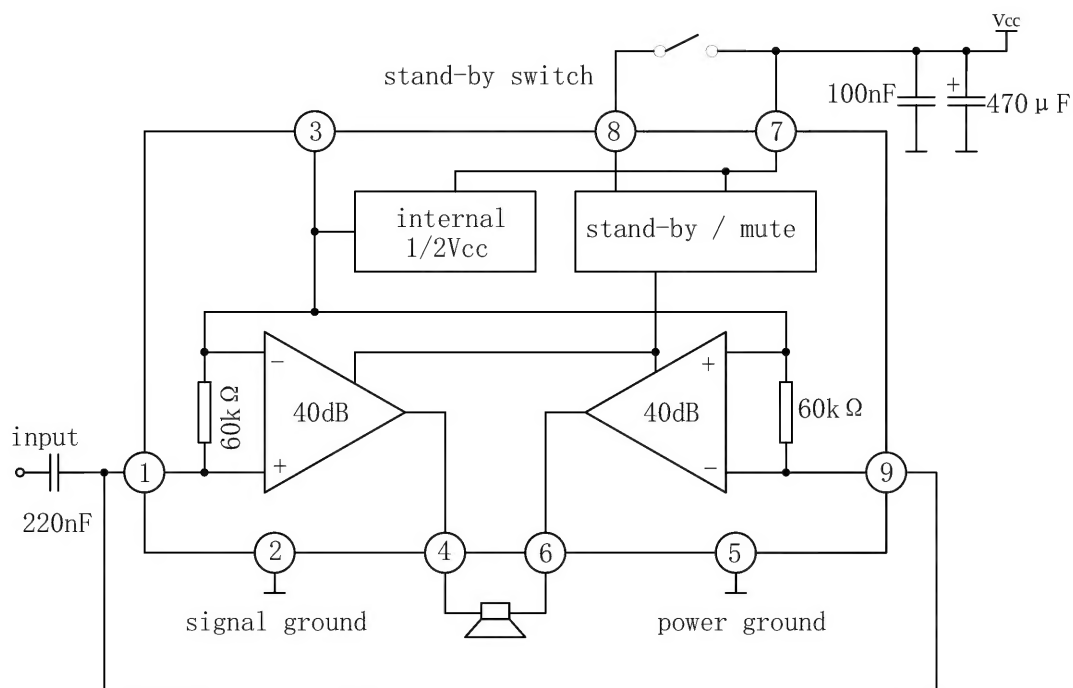 Vcc
stand-by switch
100nF
+
470μF
3
8
7
internal
1/2Vcc
stand-by / mute
−
+
40dB
40dB
60kΩ
60kΩ
input
+
−
1
9
220nF
2
4
6
5
signal ground
power ground